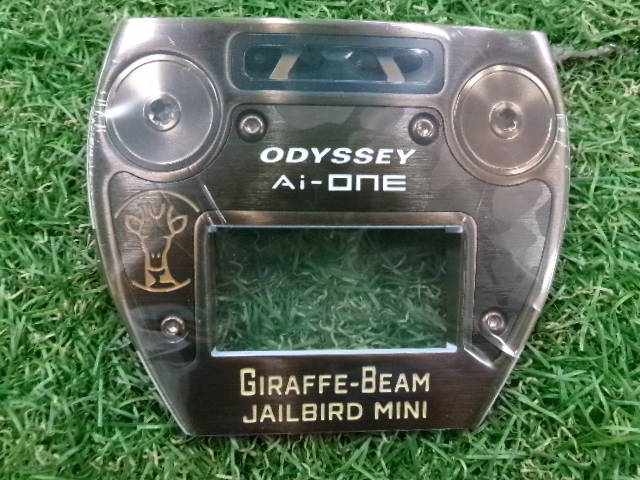 ODYSSEY
Ai-ONE
GIRAFFE-BEAM
JAILBIRD MINI